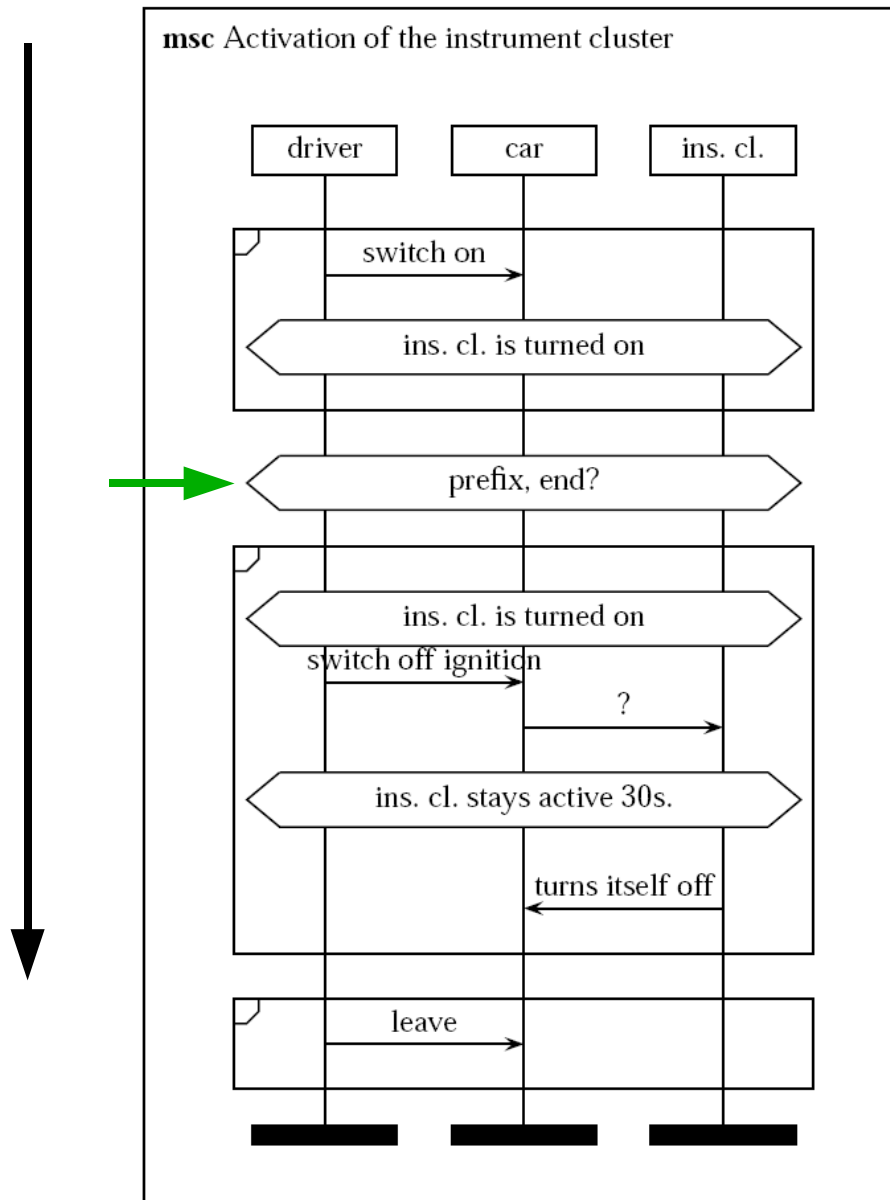 msc Activation of the instrument cluster
driver
car
ins. cl.
switch on
ins. cl. is turned on
prefix, end?
ins. cl. is turned on
switch off ignition
?
ins. cl. stays active 30s.
turns itself off
leave